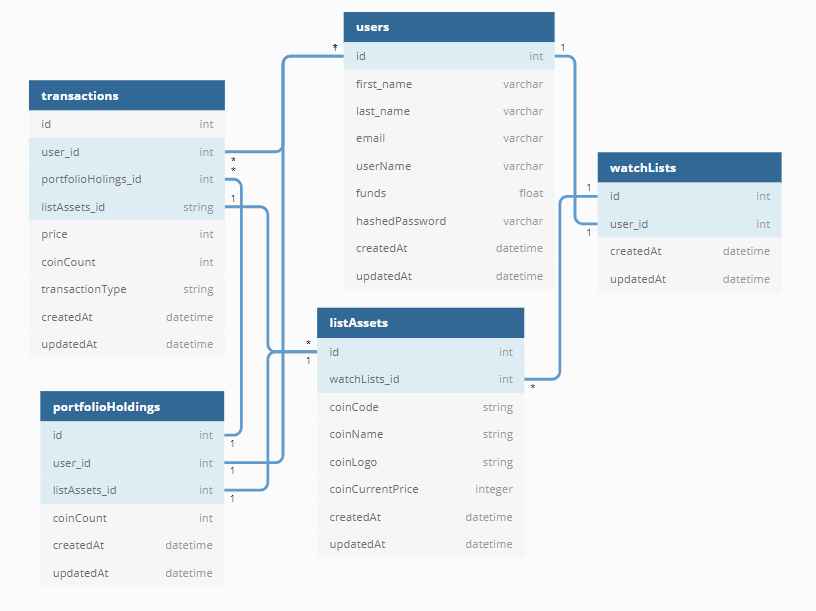 users
id int
first_name varchar
last_name varchar
email varchar
userName varchar
funds float
hashedPassword varchar
createdAt datetime
updatedAt datetime
transactions
id int
user_id int
portfolioHolings_id int
listAssets_id string
price int
coinCount int
transactionType string
createdAt datetime
updatedAt datetime
watchLists
id int
user_id int
createdAt datetime
updatedAt datetime
listAssets
id int
watchLists_id int
coinCode string
coinName string
coinLogo string
coinCurrentPrice integer
createdAt datetime
updatedAt datetime
portfolioHoldings
id int
user_id int
listAssets_id int
coinCount int
createdAt datetime
updatedAt datetime
*
1
*
*
1
1
1
*
1
*
1
1
1